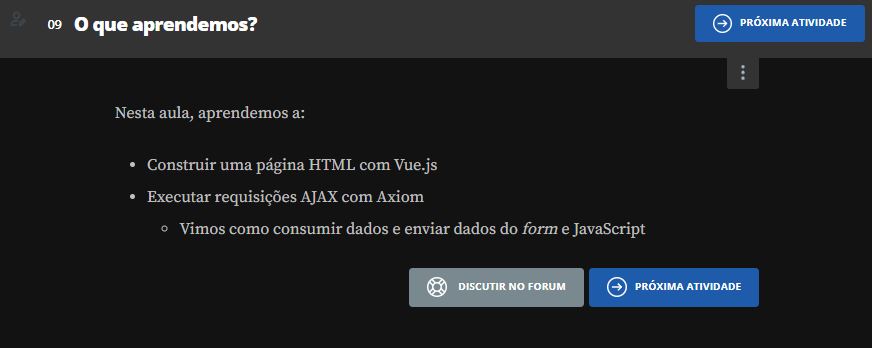 09 O que aprendemos?
PRÓXIMA ATIVIDADE
Nesta aula, aprendemos a:
• Construir uma página HTML com Vue.js
• Executar requisições AJAX com Axiom
◦ Vimos como consumir dados e enviar dados do form e JavaScript
DISCUTIR NO FORUM
PRÓXIMA ATIVIDADE